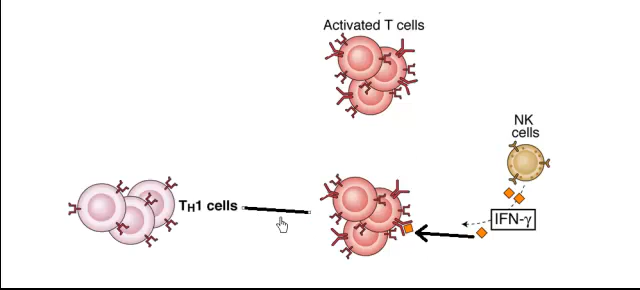 Activated T cells
NK
cells
TH1 cells
IFN-γ